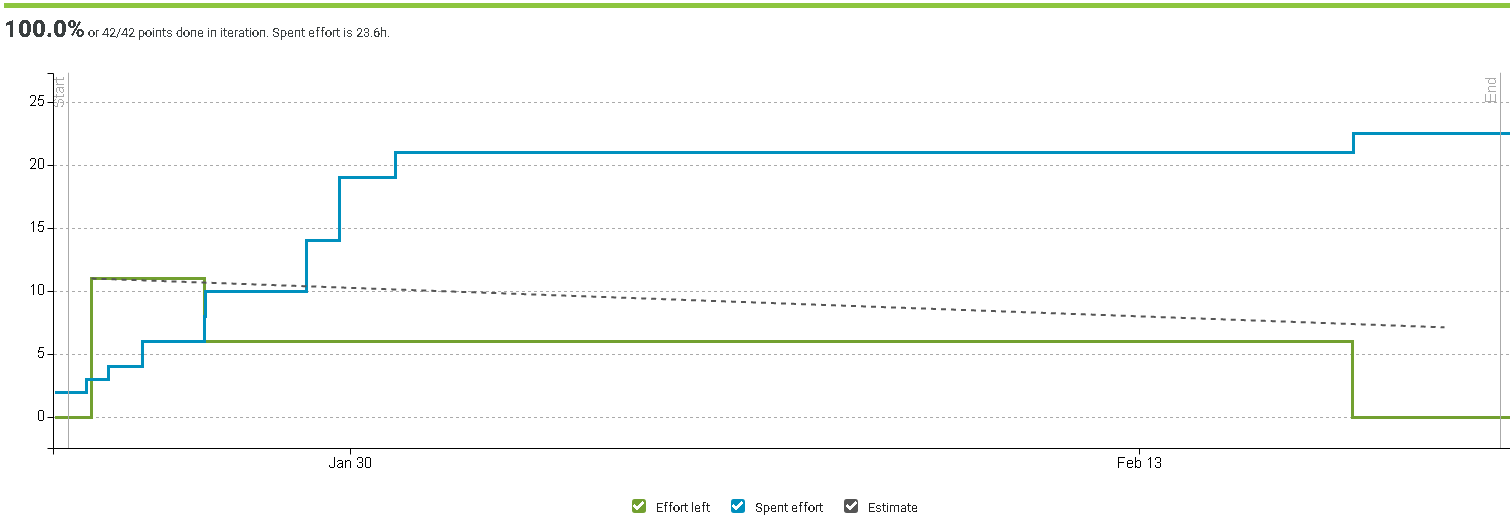 100.0% or 42/42 points done in iteration. Spent effort is 23.6h.
Start
End
25
20
15
10
5
0
Jan 30
Feb 13
Effort left
Spent effort
Estimate